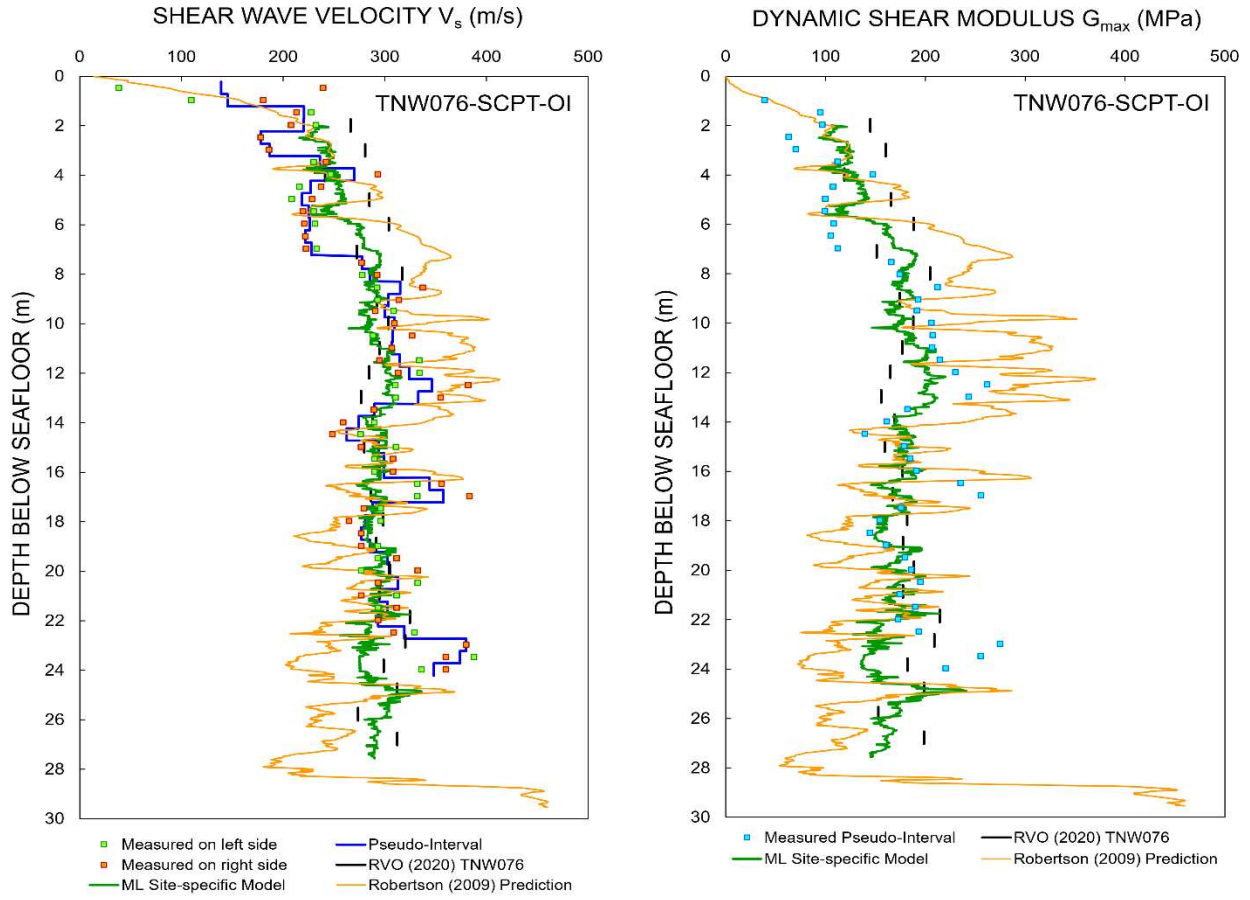 SHEAR WAVE VELOCITY Vs (m/s)
0 100 200 300 400 500
TNW076-SCPT-OI
DEPTH BELOW SEAFLOOR (m)
0
2
4
6
8
10
12
14
16
18
20
22
24
26
28
30
Measured on left side
Pseudo-Interval
Measured on right side
RVO (2020) TNW076
ML Site-specific Model
Robertson (2009) Prediction
DYNAMIC SHEAR MODULUS Gmax (MPa)
0 100 200 300 400 500
TNW076-SCPT-OI
DEPTH BELOW SEAFLOOR (m)
0
2
4
6
8
10
12
14
16
18
20
22
24
26
28
30
Measured Pseudo-Interval
RVO (2020) TNW076
ML Site-specific Model
Robertson (2009) Prediction